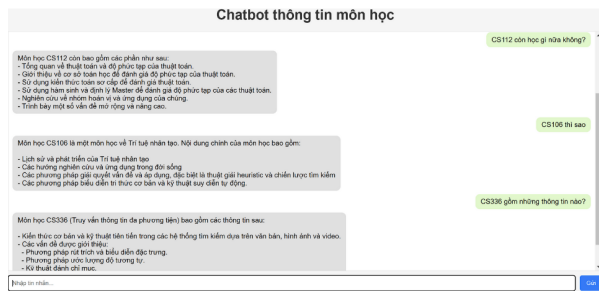 Chatbot thông tin môn học
CS112 còn học gì nữa không?
Môn học CS112 còn bao gồm các phần như sau:
- Tổng quan về thuật toán và độ phức tạp của thuật toán.
- Giới thiệu về cơ sở toán học để đánh giá độ phức tạp của thuật toán.
- Sử dụng kiến thức toán sơ cấp để đánh giá thuật toán.
- Sử dụng hàm sinh và định lý Master để đánh giá độ phức tạp của các thuật toán.
- Nghiên cứu về nhóm hoán vị và ứng dụng của chúng.
- Trình bày một số vấn đề mở rộng và nâng cao.
CS106 thì sao
Môn học CS106 là một môn học về Trí tuệ nhân tạo. Nội dung chính của môn học bao gồm:
- Lịch sử và phát triển của Trí tuệ nhân tạo
- Các hướng nghiên cứu và ứng dụng trong đời sống
- Các phương pháp giải quyết vấn đề và áp dụng, đặc biệt là thuật giải heuristic và chiến lược tìm kiếm
- Các phương pháp biểu diễn tri thức cơ bản và kỹ thuật suy diễn tự động.
CS336 gồm những thông tin nào?
Môn học CS336 (Truy vấn thông tin đa phương tiện) bao gồm các thông tin sau:
- Kiến thức cơ bản và kỹ thuật tiên tiến trong các hệ thống tìm kiếm dựa trên văn bản, hình ảnh và video.
- Các vấn đề được giới thiệu:
- Phương pháp rút trích và biểu diễn đặc trưng.
- Phương pháp ước lượng độ tương tự.
- Kỹ thuật đánh chỉ mục.
Nhập tin nhắn...
Gửi